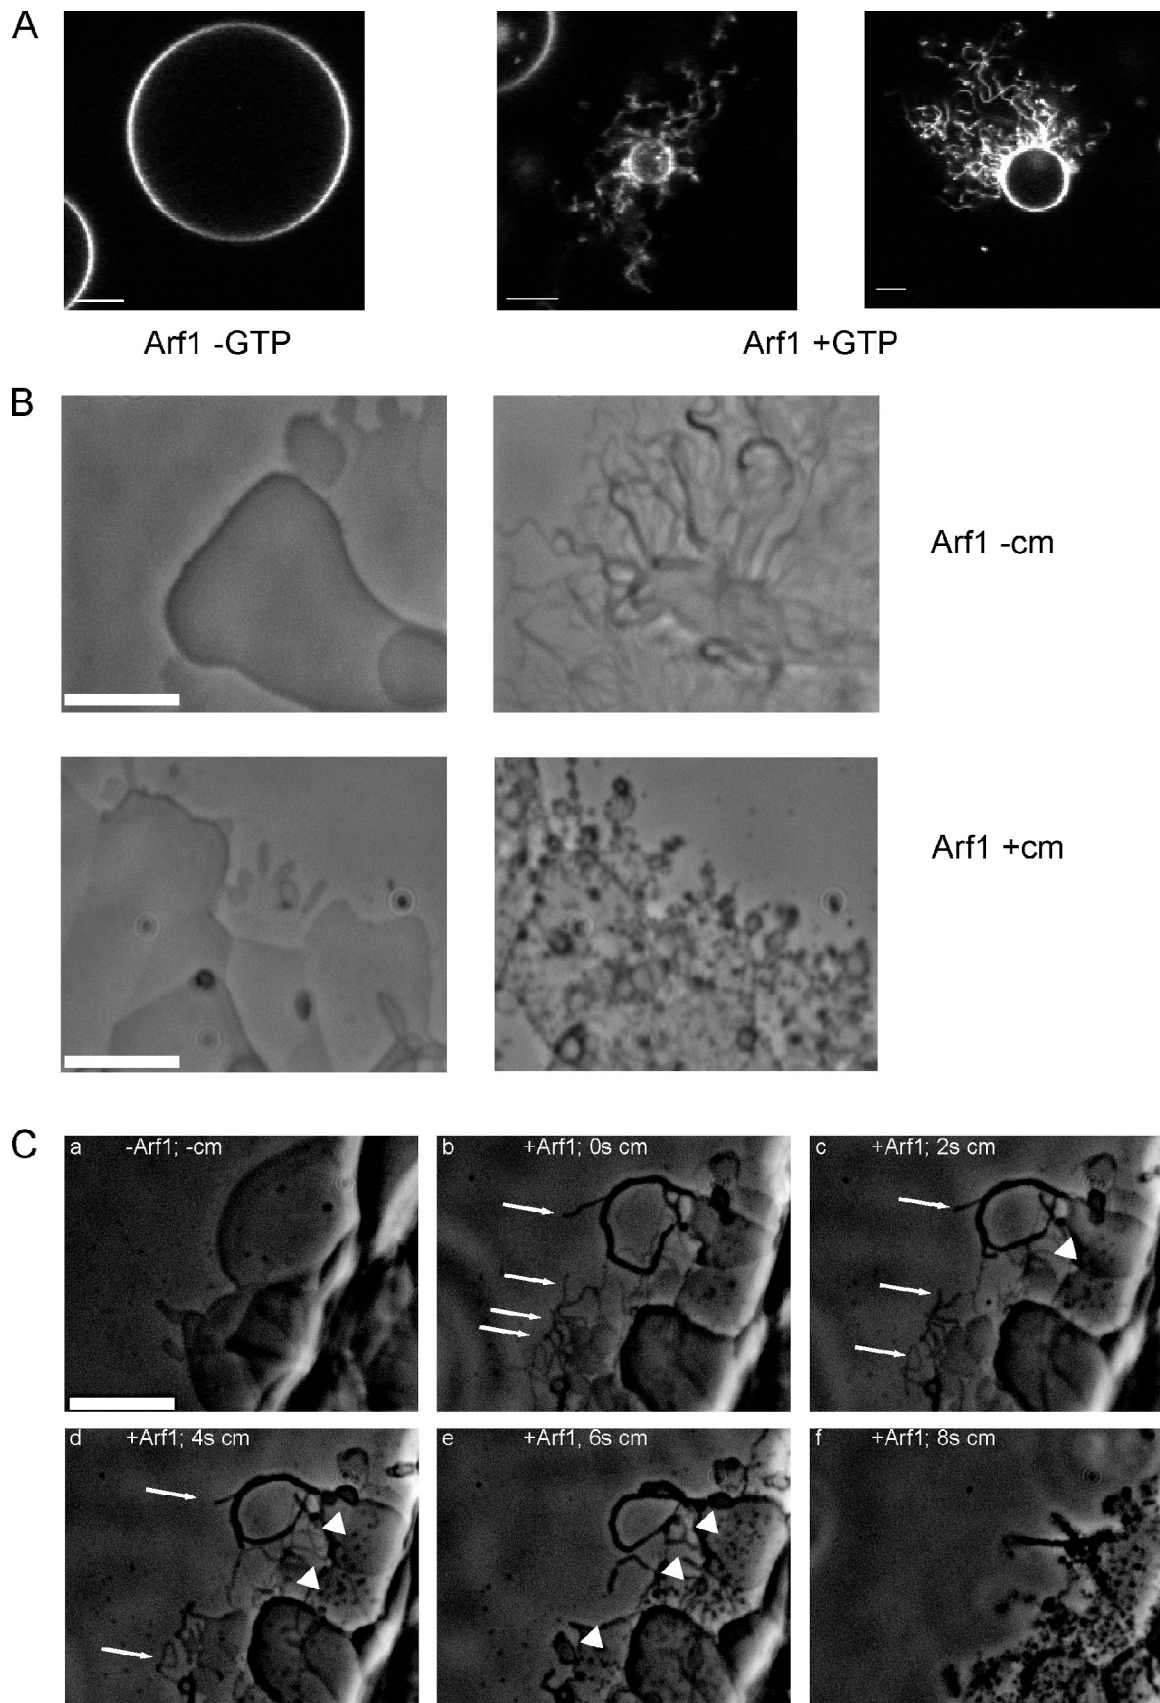 A
Arf1 -GTP
Arf1 +GTP
B
Arf1 -cm
Arf1 +cm
C
a -Arf1; -cm
b +Arf1; 0s cm
c +Arf1; 2s cm
d +Arf1; 4s cm
e +Arf1, 6s cm
f +Arf1; 8s cm